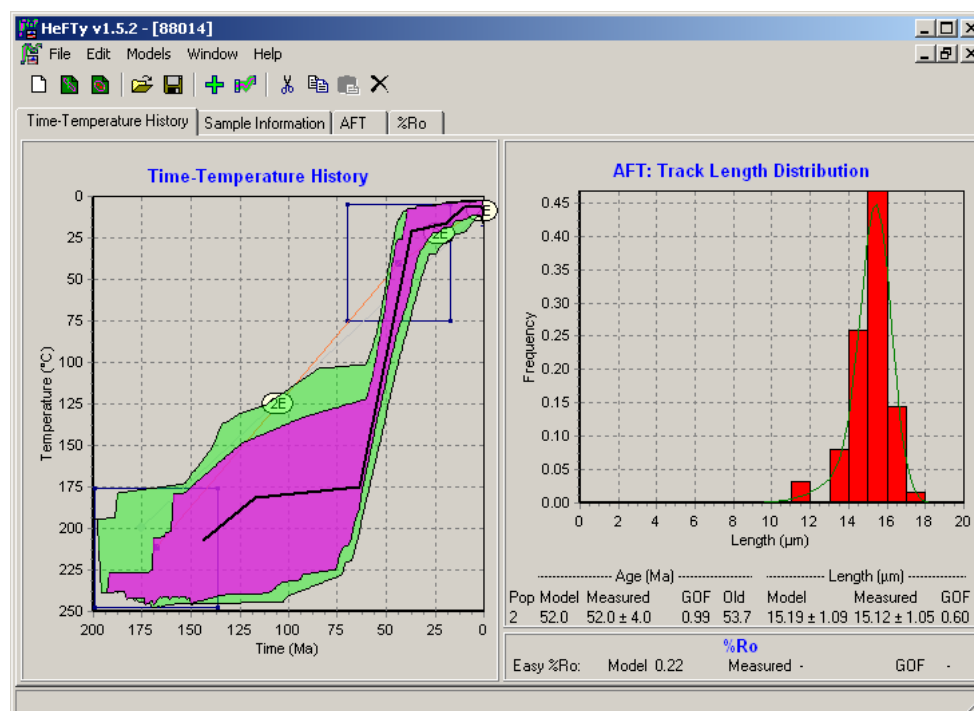 HeFTy v1.5.2 - [88014]
File Edit Models Window Help
Time-Temperature History Sample Information AFT %Ro
Time-Temperature History
0
25
50
75
100
125
150
175
200
225
250
Temperature (°C)
2E
2E
E
200 175 150 125 100 75 50 25 0
Time (Ma)
AFT: Track Length Distribution
0.45
0.40
0.35
0.30
0.25
0.20
0.15
0.10
0.05
0.00
Frequency
0 2 4 6 8 10 12 14 16 18 20
Length (µm)
Age (Ma) Length (µm)
Pop Model Measured GOF Old Model Measured GOF
2 52.0 52.0 ± 4.0 0.99 53.7 15.19 ± 1.09 15.12 ± 1.05 0.60
%Ro
Easy %Ro: Model 0.22 Measured - GOF -